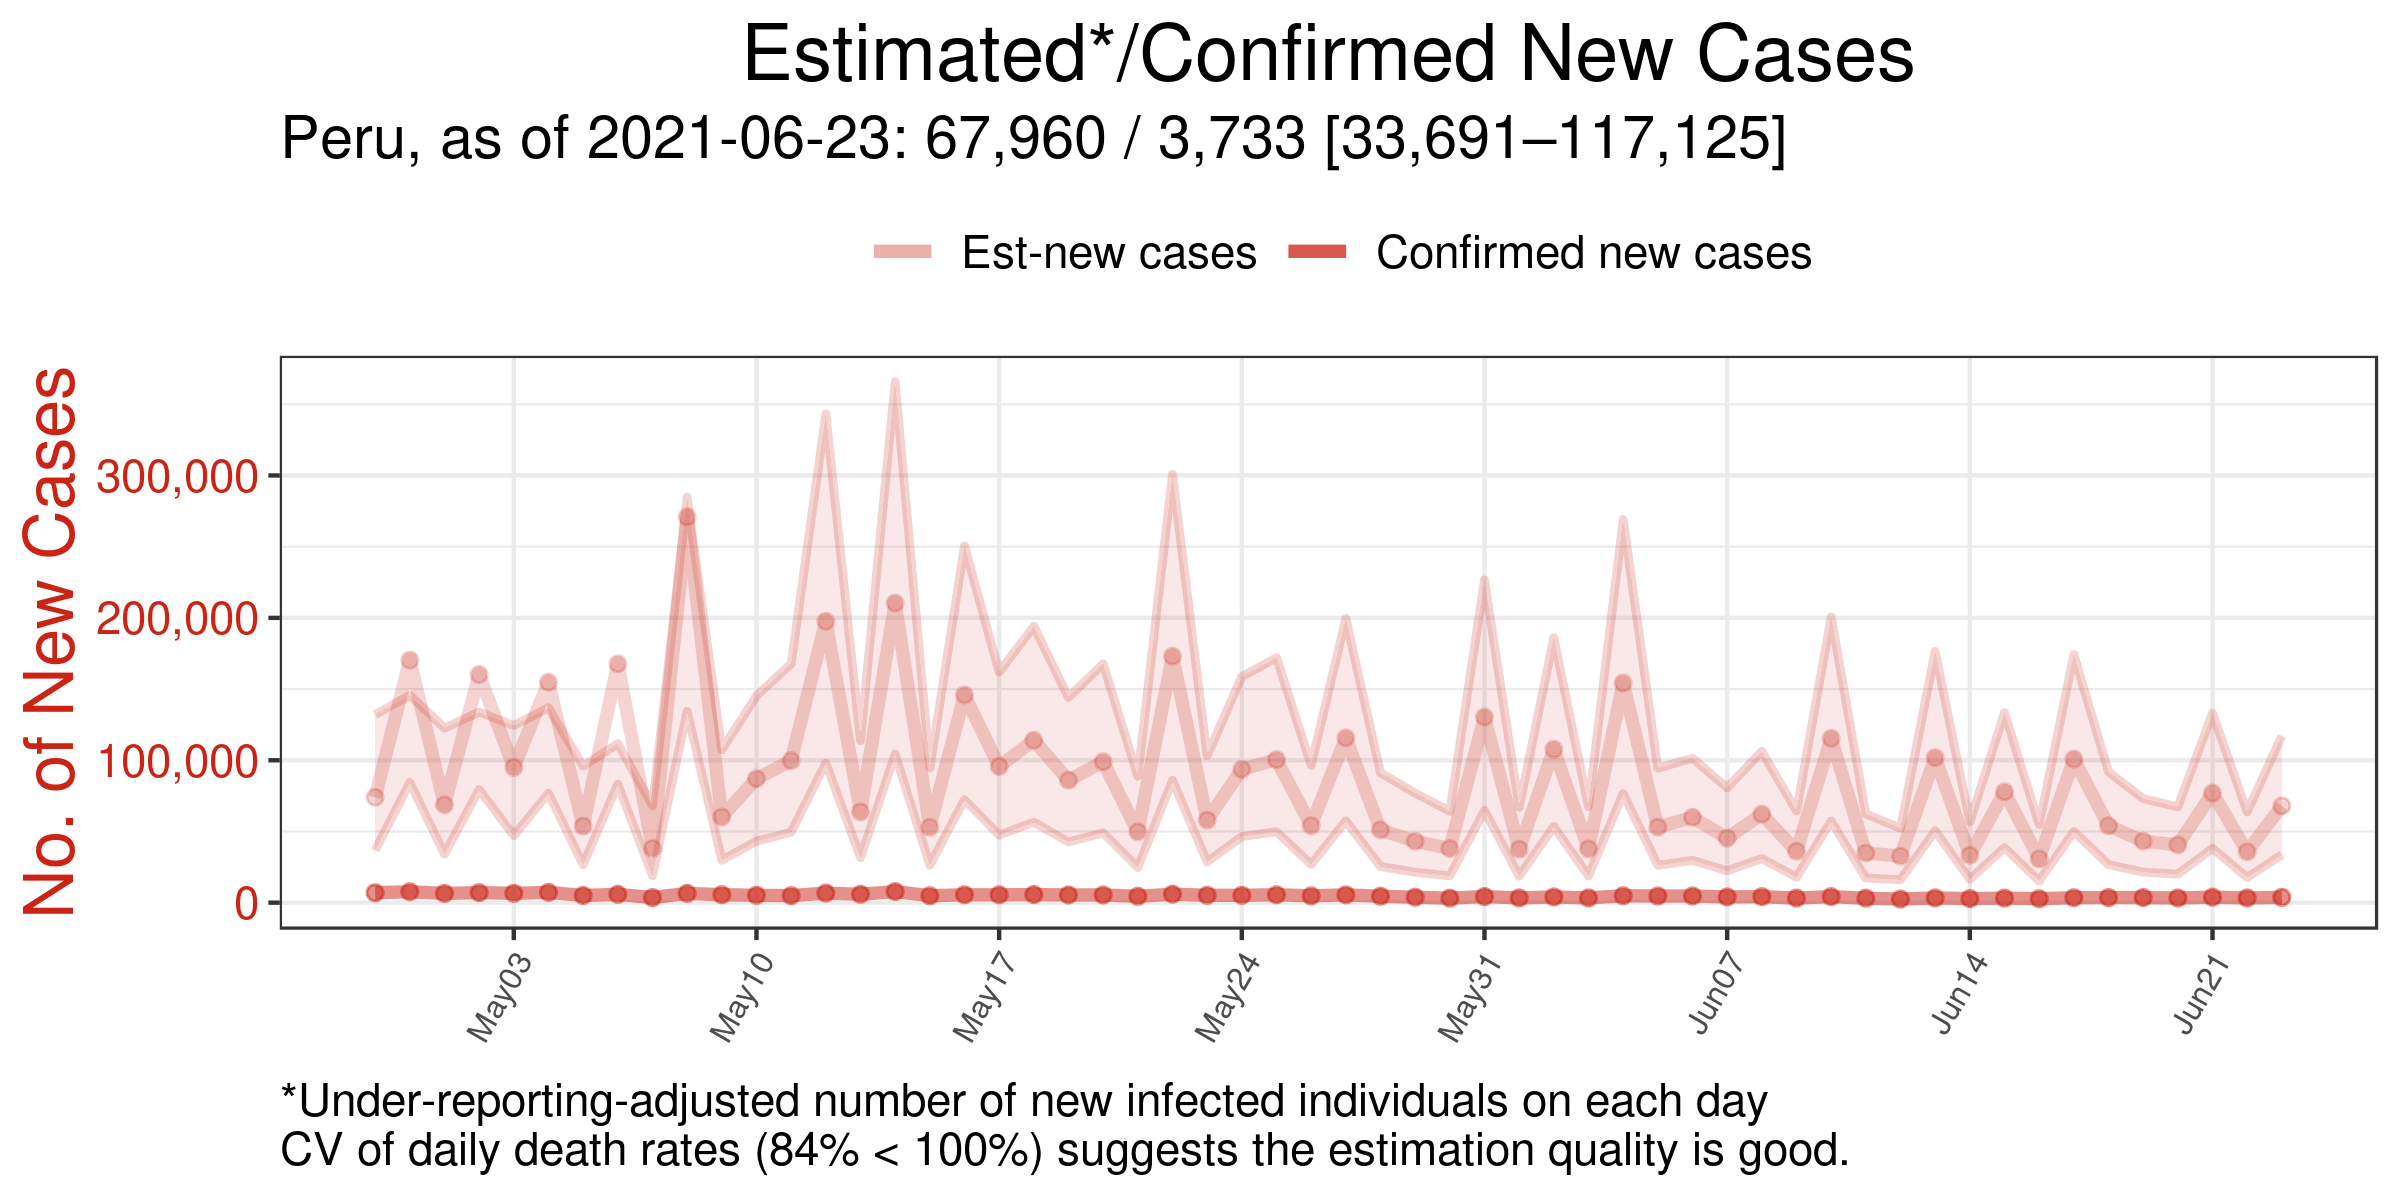 Estimated*/Confirmed New Cases
Peru, as of 2021-06-23: 67,960 / 3,733 [33,691–117,125]
Est-new cases
Confirmed new cases
No. of New Cases
300,000
200,000
100,000
0
May03
May10
May17
May24
May31
Jun07
Jun14
Jun21
*Under-reporting-adjusted number of new infected individuals on each day
CV of daily death rates (84% < 100%) suggests the estimation quality is good.